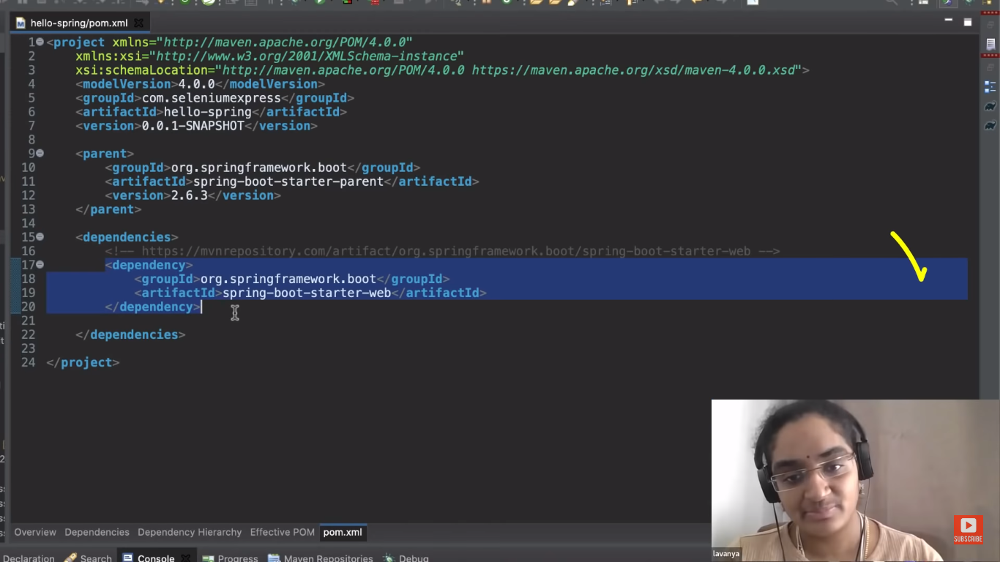 hello-spring/pom.xml
1 <project xmlns="http://maven.apache.org/POM/4.0.0"
2 xmlns:xsi="http://www.w3.org/2001/XMLSchema-instance"
3 xsi:schemaLocation="http://maven.apache.org/POM/4.0.0 https://maven.apache.org/xsd/maven-4.0.0.xsd">
4 <modelVersion>4.0.0</modelVersion>
5 <groupId>com.seleniumexpress</groupId>
6 <artifactId>hello-spring</artifactId>
7 <version>0.0.1-SNAPSHOT</version>
8
9 <parent>
10 <groupId>org.springframework.boot</groupId>
11 <artifactId>spring-boot-starter-parent</artifactId>
12 <version>2.6.3</version>
13 </parent>
14
15 <dependencies>
16 <!-- https://mvnrepository.com/artifact/org.springframework.boot/spring-boot-starter-web -->
17 <dependency>
18 <groupId>org.springframework.boot</groupId>
19 <artifactId>spring-boot-starter-web</artifactId>
20 </dependency>
21
22 </dependencies>
23
24 </project>
lavanya
SUBSCRIBE
Overview Dependencies Dependency Hierarchy Effective POM pom.xml
Declaration Search Console Progress Maven Repositories Debug